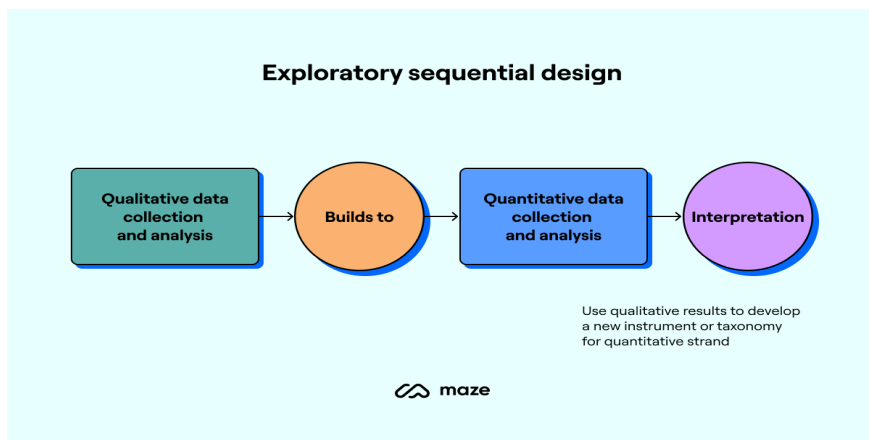 Exploratory sequential design
Qualitative data
collection
and analysis
Builds to
Quantitative data
collection
and analysis
Interpretation
Use qualitative results to develop
a new instrument or taxonomy
for quantitative strand
maze